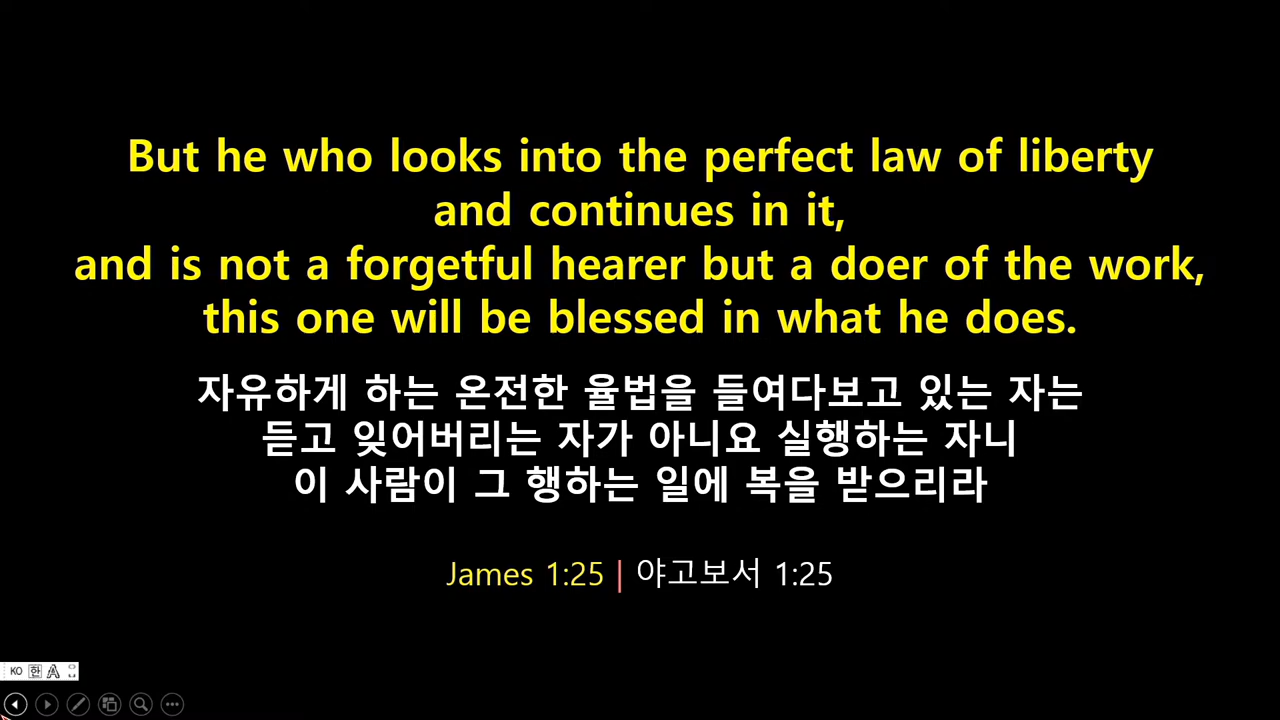 But he who looks into the perfect law of liberty
and continues in it,
and is not a forgetful hearer but a doer of the work,
this one will be blessed in what he does.
자유하게 하는 온전한 율법을 들여다보고 있는 자는
듣고 잊어버리는 자가 아니요 실행하는 자니
이 사람이 그 행하는 일에 복을 받으리라
James 1:25 | 야고보서 1:25
KO 한 A